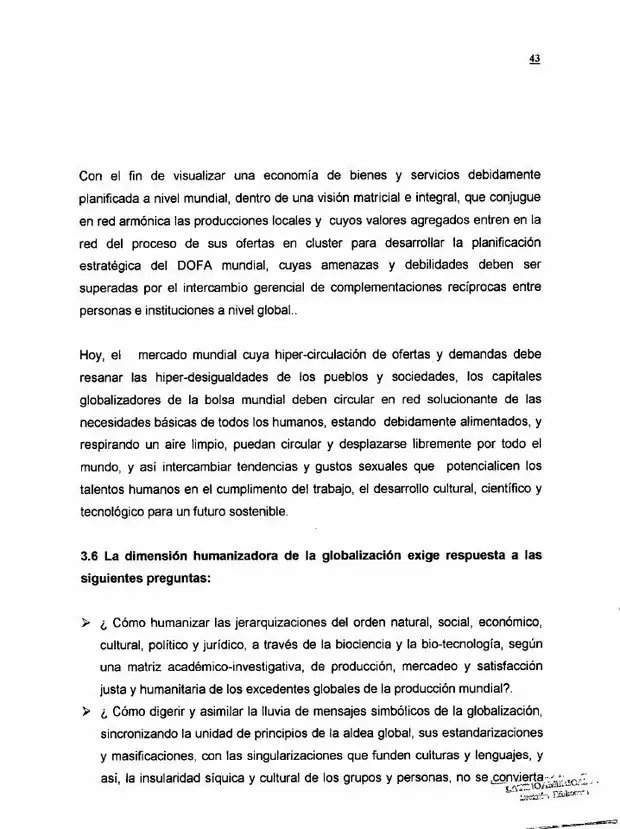 43
Con el fin de visualizar una economía de bienes y servicios debidamente
planificada a nivel mundial, dentro de una visión matricial e integral, que conjugue
en red armónica las producciones locales y cuyos valores agregados entren en la
red del proceso de sus ofertas en cluster para desarrollar la planificación
estratégica del DOFA mundial, cuyas amenazas y debilidades deben ser
superadas por el intercambio gerencial de complementaciones recíprocas entre
personas e instituciones a nivel global..
Hoy, el mercado mundial cuya hiper-circulación de ofertas y demandas debe
resanar las hiper-desigualdades de los pueblos y sociedades, los capitales
globalizadores de la bolsa mundial deben circular en red solucionante de las
necesidades básicas de todos los humanos, estando debidamente alimentados, y
respirando un aire limpio, puedan circular y desplazarse libremente por todo el
mundo, y así intercambiar tendencias y gustos sexuales que potencialicen los
talentos humanos en el cumplimento del trabajo, el desarrollo cultural, científico y
tecnológico para un futuro sostenible.
3.6 La dimensión humanizadora de la globalización exige respuesta a las
siguientes preguntas:
➢ ¿ Cómo humanizar las jerarquizaciones del orden natural, social, económico,
cultural, político y jurídico, a través de la biociencia y la bio-tecnología, según
una matriz académico-investigativa, de producción, mercadeo y satisfacción
justa y humanitaria de los excedentes globales de la producción mundial?.
➢ ¿ Cómo digerir y asimilar la lluvia de mensajes simbólicos de la globalización,
sincronizando la unidad de principios de la aldea global, sus estandarizaciones
y masificaciones, con las singularizaciones que funden culturas y lenguajes, y
así, la insularidad síquica y cultural de los grupos y personas, no se convierta